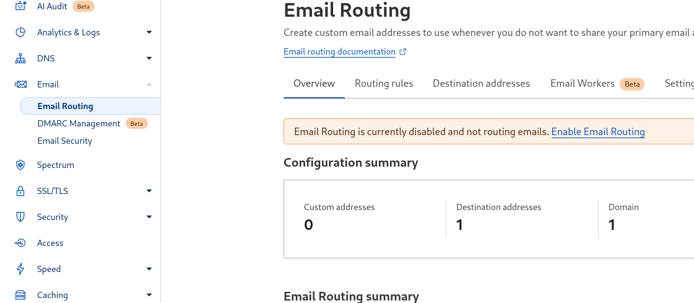 AI Audit Beta
Analytics & Logs
DNS
Email
Email Routing
DMARC Management Beta
Email Security
Spectrum
SSL/TLS
Security
Access
Speed
Caching
Email Routing
Create custom email addresses to use whenever you do not want to share your primary email a
Email routing documentation
Overview Routing rules Destination addresses Email Workers Beta Setting
Email Routing is currently disabled and not routing emails. Enable Email Routing
Configuration summary
Custom addresses Destination addresses Domain
0 1 1
Email Routing summary